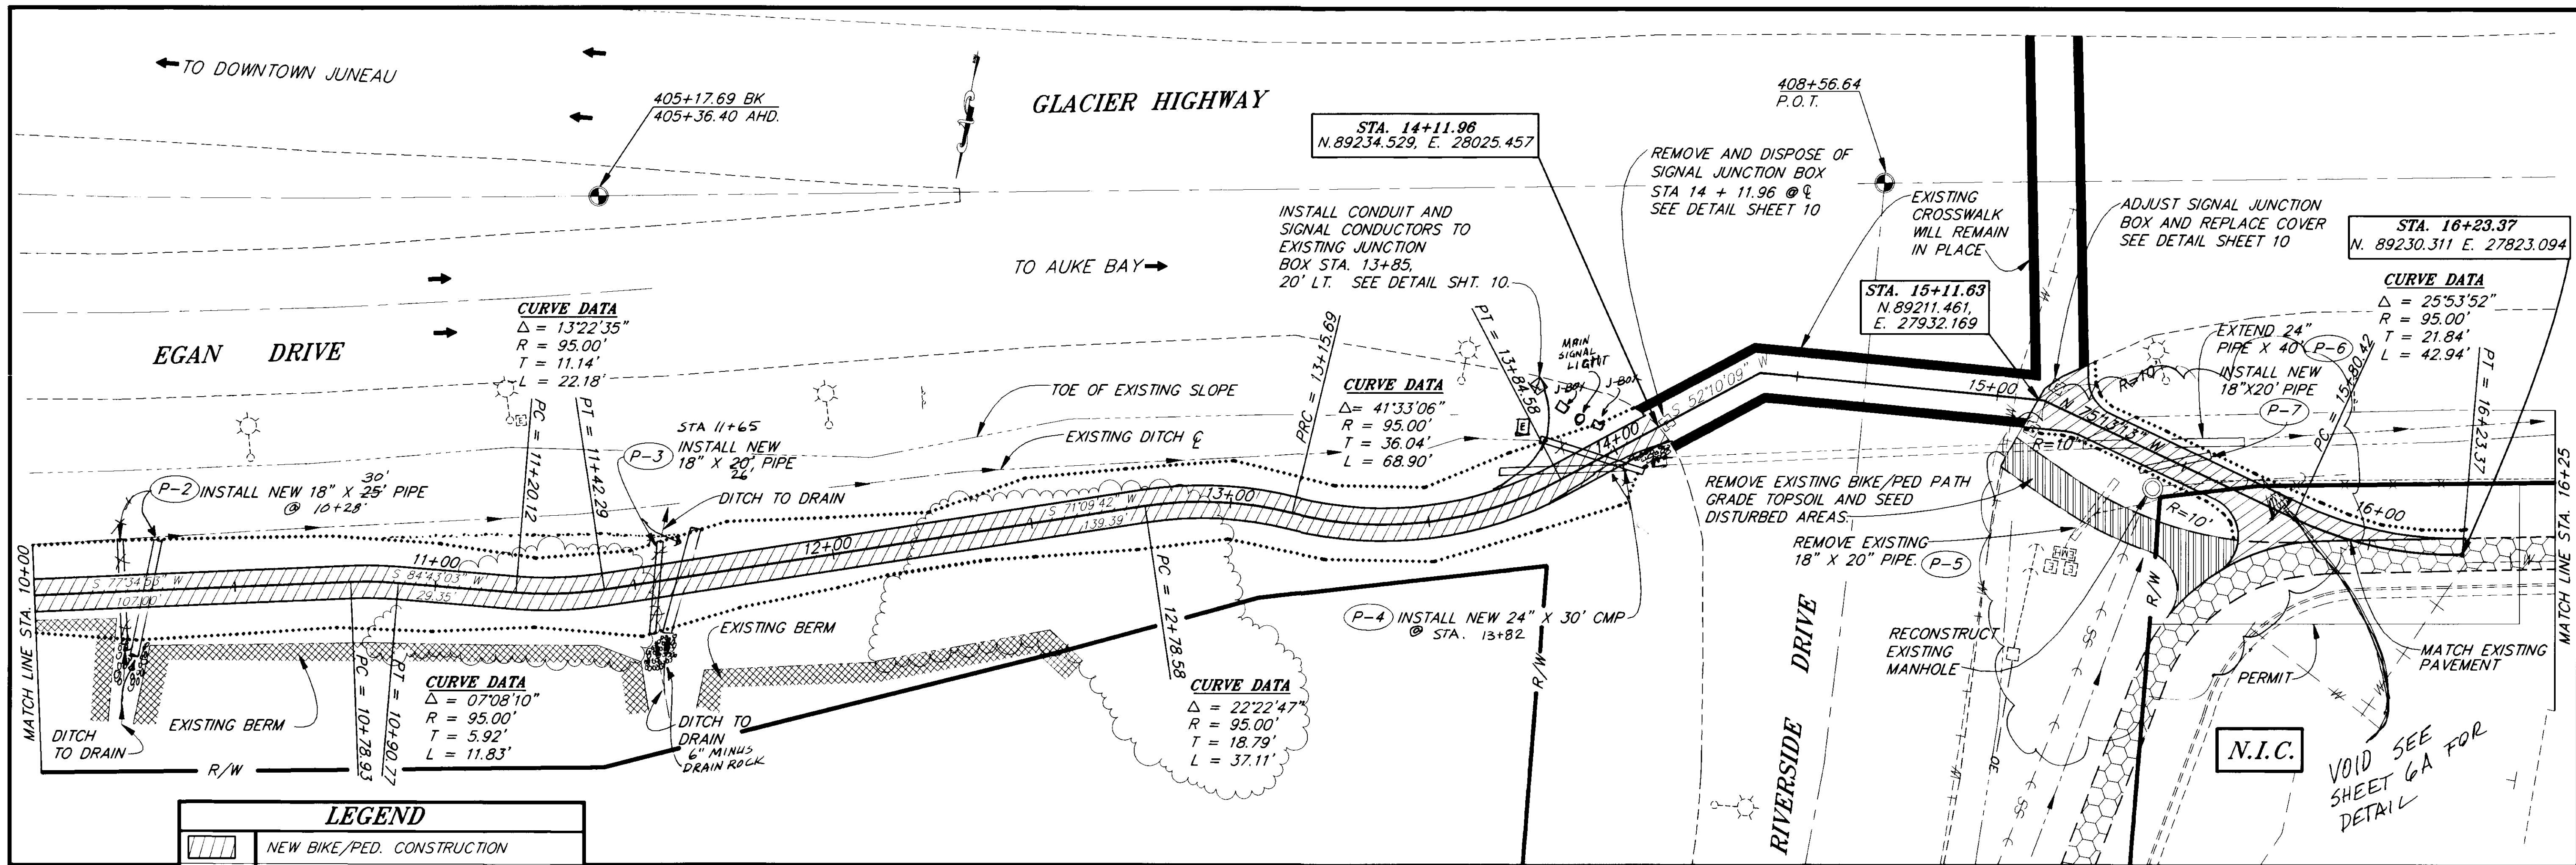 TO DOWNTOWN JUNEAU
405+17.69 BK
405+36.40 AHD.
GLACIER HIGHWAY
408+56.64
P.O.T.
STA. 14+11.96
N.89234.529, E. 28025.457
REMOVE AND DISPOSE OF
SIGNAL JUNCTION BOX
STA 14 + 11.96 @ ℄
SEE DETAIL SHEET 10
EXISTING
CROSSWALK
WILL REMAIN
IN PLACE
ADJUST SIGNAL JUNCTION
BOX AND REPLACE COVER
SEE DETAIL SHEET 10
STA. 16+23.37
N. 89230.311 E. 27823.094
INSTALL CONDUIT AND
SIGNAL CONDUCTORS TO
EXISTING JUNCTION
BOX STA. 13+85,
20' LT. SEE DETAIL SHT. 10.
TO AUKE BAY
EGAN DRIVE
CURVE DATA
Δ = 13°22'35"
R = 95.00'
T = 11.14'
L = 22.18'
STA. 15+11.63
N.89211.461,
E. 27932.169
CURVE DATA
Δ = 25°53'52"
R = 95.00'
T = 21.84'
L = 42.94'
EXTEND 24"
PIPE X 40'
P-6
INSTALL NEW
18"X20' PIPE
P-7
PC = 15+80.42
PT = 16+23.37
MAIN
SIGNAL
LIGHT
J-BOX
J-BOX
E
E
PT = 13+84.58
PRC = 13+15.69
CURVE DATA
Δ= 41°33'06"
R = 95.00'
T = 36.04'
L = 68.90'
TOE OF EXISTING SLOPE
EXISTING DITCH ℄
PC = 11+20.12
PT = 11+42.29
STA 11+65
P-3
INSTALL NEW
18" X 20' PIPE
26'
DITCH TO DRAIN
30'
P-2
INSTALL NEW 18" X 25' PIPE
@ 10+28'
S 52°10'09" W
14+00
15+00
N 75°13'13" W
R=10'
R=10'
R=10'
16+00
S 77°34'53" W
107.00'
11+00
S 84°43'03" W
29.35'
12+00
S 71°09'42" W
139.39'
13+00
REMOVE EXISTING BIKE/PED PATH
GRADE TOPSOIL AND SEED
DISTURBED AREAS.
REMOVE EXISTING
18" X 20" PIPE.
P-5
P-4
INSTALL NEW 24" X 30' CMP
@ STA. 13+82
RECONSTRUCT
EXISTING
MANHOLE
RIVERSIDE DRIVE
R/W
R/W
R/W
MATCH EXISTING
PAVEMENT
PERMIT
N.I.C.
VOID SEE
SHEET 6A FOR
DETAIL
MATCH LINE STA. 16+25
MATCH LINE STA. 10+00
DITCH
TO DRAIN
EXISTING BERM
EXISTING BERM
PC = 10+78.93
PT = 10+90.77
CURVE DATA
Δ = 07°08'10"
R = 95.00'
T = 5.92'
L = 11.83'
DITCH TO
DRAIN
6" MINUS
DRAIN ROCK
PC = 12+78.58
CURVE DATA
Δ = 22°22'47"
R = 95.00'
T = 18.79'
L = 37.11'
LEGEND
NEW BIKE/PED. CONSTRUCTION